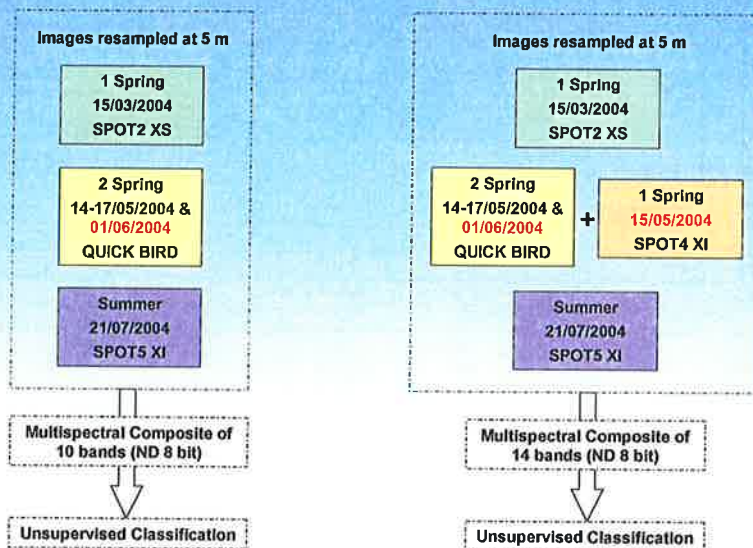 Images resampled at 5 m
1 Spring
15/03/2004
SPOT2 XS
2 Spring
14-17/05/2004 &
01/06/2004
QUICK BIRD
Summer
21/07/2004
SPOT5 XI
Multispectral Composite of
10 bands (ND 8 bit)
Unsupervised Classification
Images resampled at 5 m
1 Spring
15/03/2004
SPOT2 XS
2 Spring
14-17/05/2004 &
01/06/2004
QUICK BIRD
+
1 Spring
15/05/2004
SPOT4 XI
Summer
21/07/2004
SPOT5 XI
Multispectral Composite of
14 bands (ND 8 bit)
Unsupervised Classification